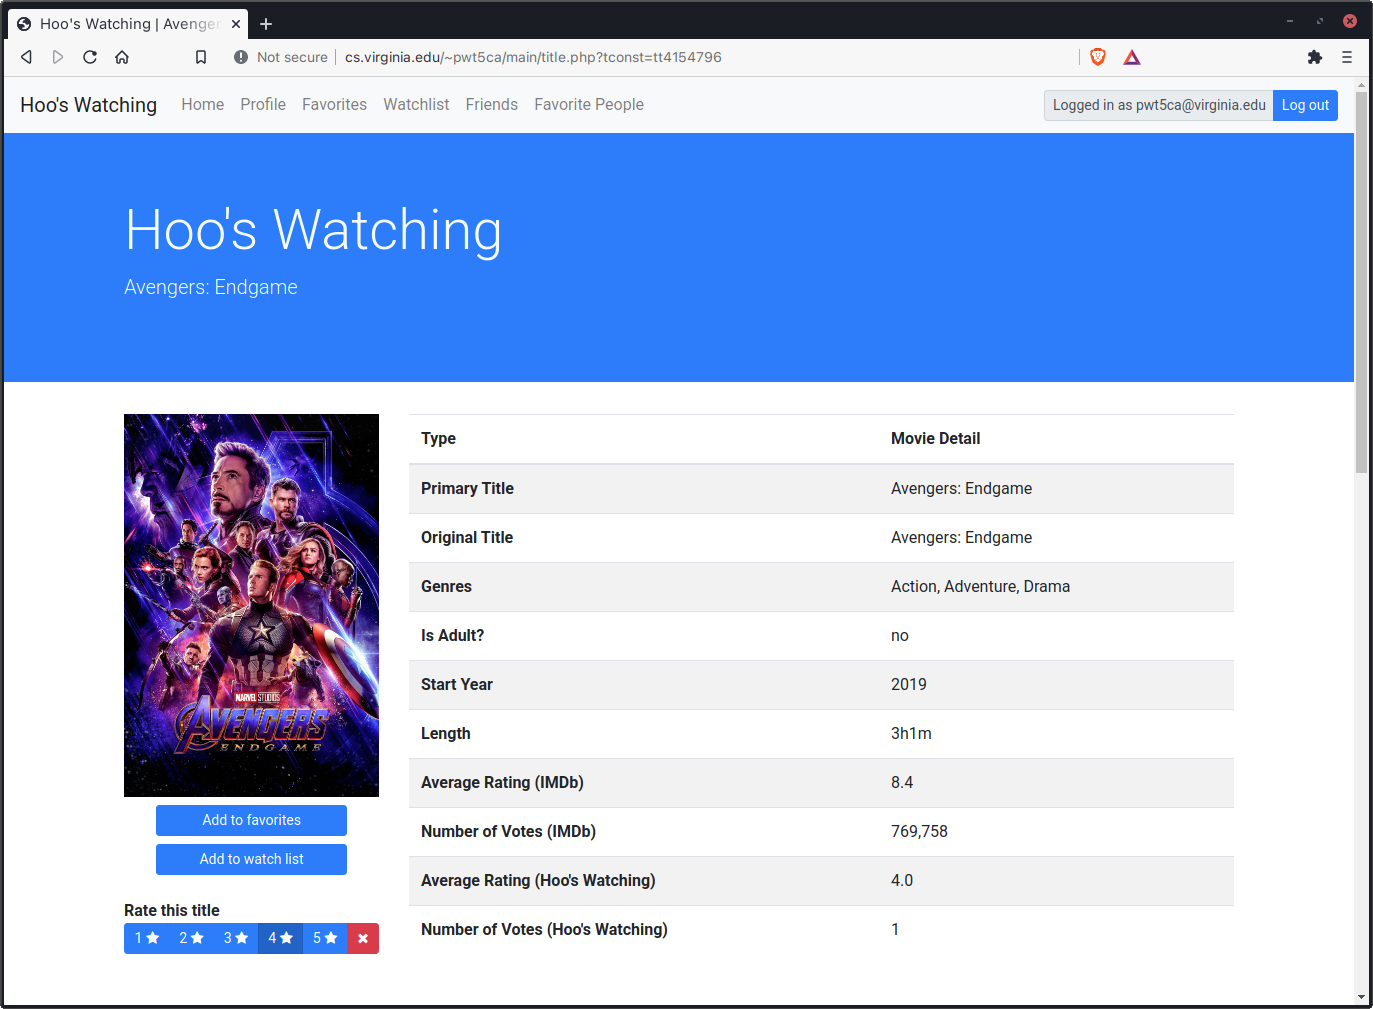 Hoo's Watching | Avenger
Not secure cs.virginia.edu/~pwt5ca/main/title.php?tconst=tt4154796
Hoo's Watching Home Profile Favorites Watchlist Friends Favorite People Logged in as pwt5ca@virginia.edu Log out
Hoo's Watching
Avengers: Endgame
MARVEL STUDIOS
AVENGERS
ENDGAME
Add to favorites
Add to watch list
Rate this title
1 ★ 2 ★ 3 ★ 4 ★ 5 ★ ✖
Type Movie Detail
Primary Title Avengers: Endgame
Original Title Avengers: Endgame
Genres Action, Adventure, Drama
Is Adult? no
Start Year 2019
Length 3h1m
Average Rating (IMDb) 8.4
Number of Votes (IMDb) 769,758
Average Rating (Hoo's Watching) 4.0
Number of Votes (Hoo's Watching) 1